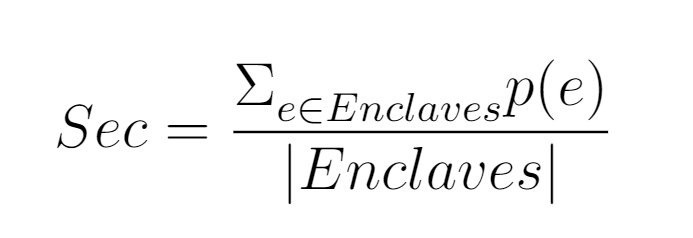 Sec = Σ_{e∈Enclaves} p(e) / |Enclaves|